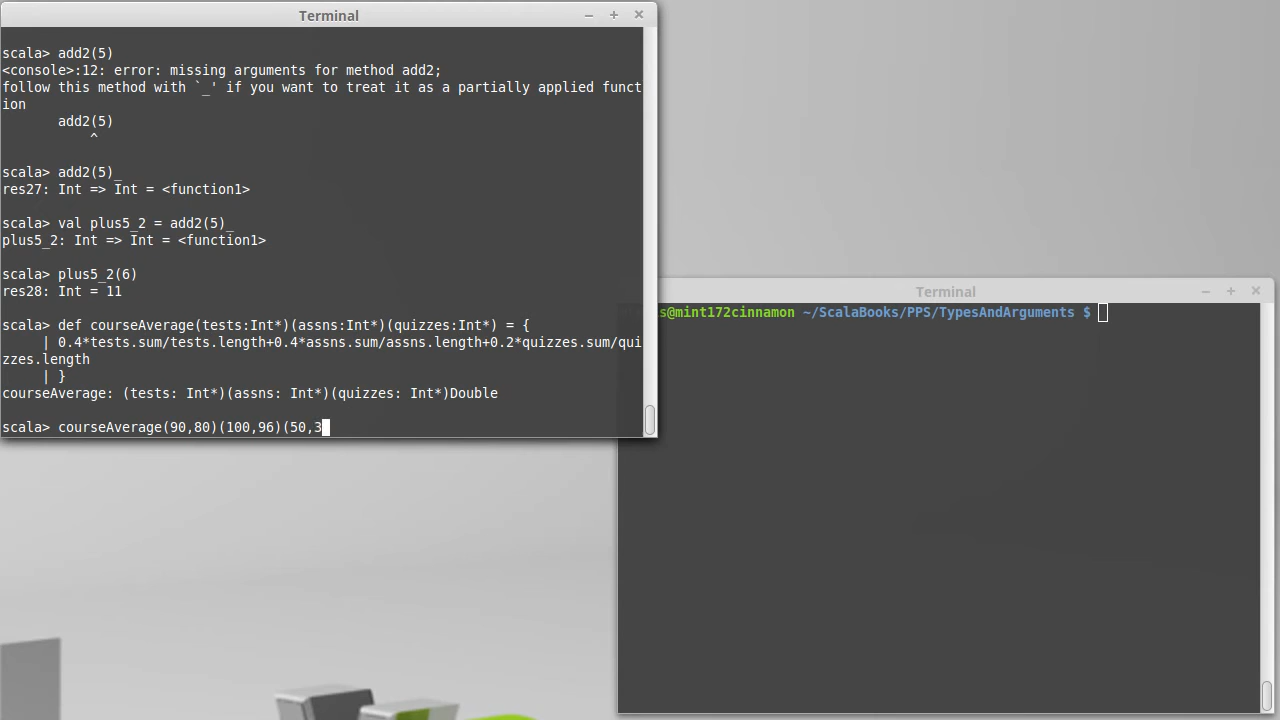 Terminal
scala> add2(5)
<console>:12: error: missing arguments for method add2;
follow this method with `_' if you want to treat it as a partially applied funct
ion
       add2(5)
           ^
scala> add2(5)_
res27: Int => Int = <function1>
scala> val plus5_2 = add2(5)_
plus5_2: Int => Int = <function1>
scala> plus5_2(6)
res28: Int = 11
scala> def courseAverage(tests:Int*)(assns:Int*)(quizzes:Int*) = {
     | 0.4*tests.sum/tests.length+0.4*assns.sum/assns.length+0.2*quizzes.sum/qui
zzes.length
     | }
courseAverage: (tests: Int*)(assns: Int*)(quizzes: Int*)Double
scala> courseAverage(90,80)(100,96)(50,3
Terminal
s@mint172cinnamon ~/ScalaBooks/PPS/TypesAndArguments $